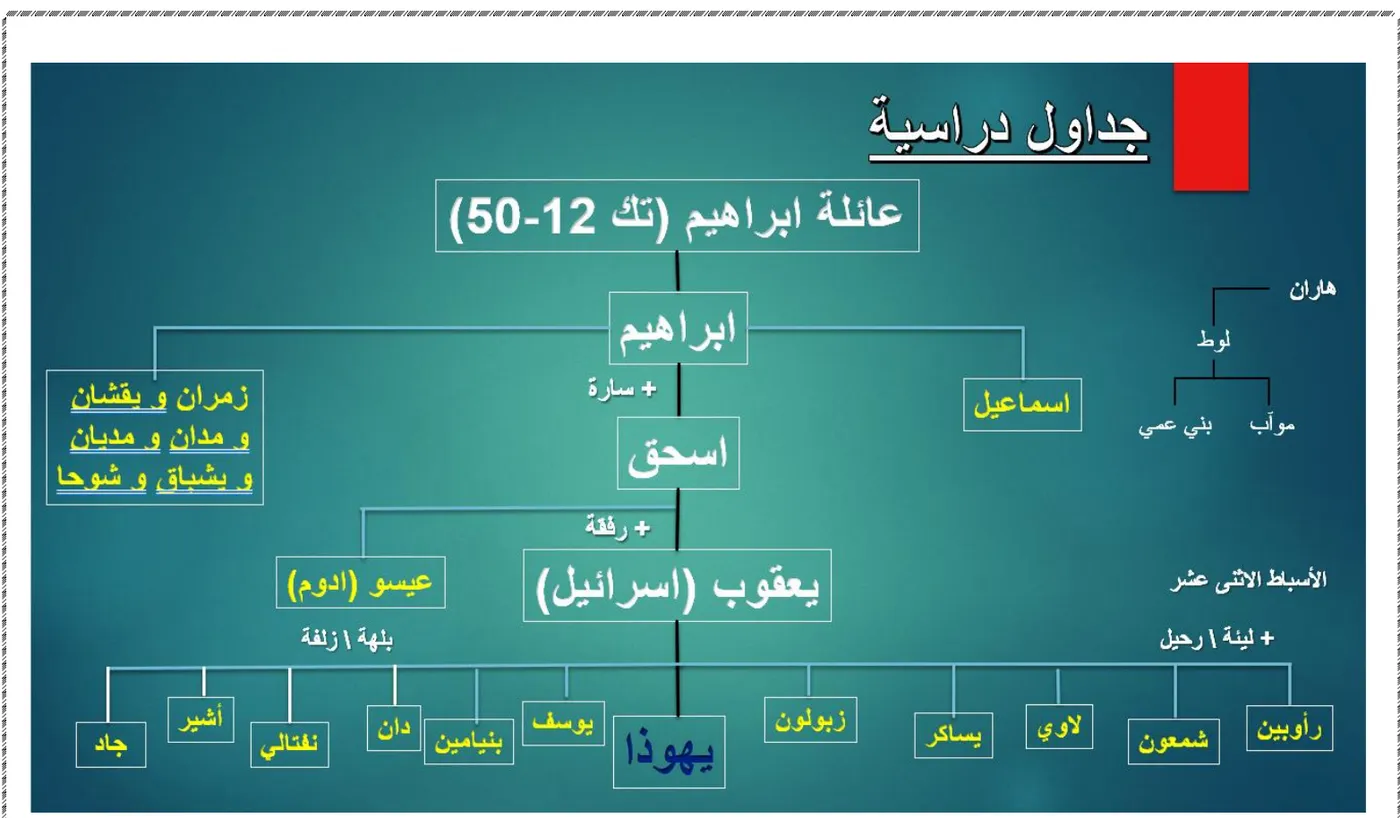 جداول دراسية
عائلة ابراهيم (تك 12-50)
هاران
لوط
موآب
بني عمي
ابراهيم
+ سارة
اسماعيل
زمران و يقشان
و مدان و مديان
و يشباق و شوحا
اسحق
+ رفقة
عيسو (ادوم)
يعقوب (اسرائيل)
الأسباط الاثنى عشر
+ ليئة \ رحيل
بلهة \ زلفة
رأوبين
شمعون
لاوي
يساكر
زبولون
يهوذا
يوسف
بنيامين
دان
نفتالي
أشير
جاد